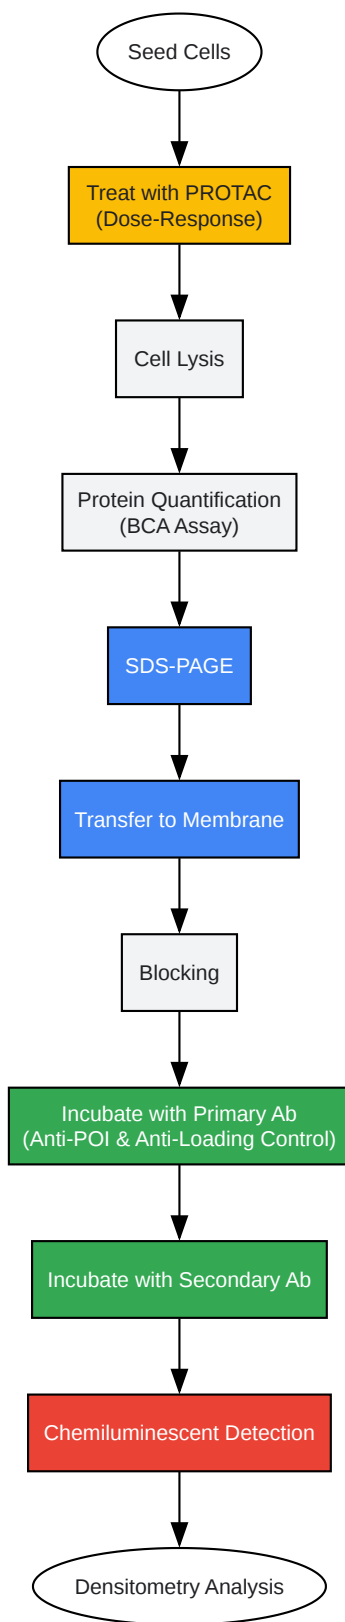 Seed Cells
Treat with PROTAC
(Dose-Response)
Cell Lysis
Protein Quantification
(BCA Assay)
SDS-PAGE
Transfer to Membrane
Blocking
Incubate with Primary Ab
(Anti-POI & Anti-Loading Control)
Incubate with Secondary Ab
Chemiluminescent Detection
Densitometry Analysis